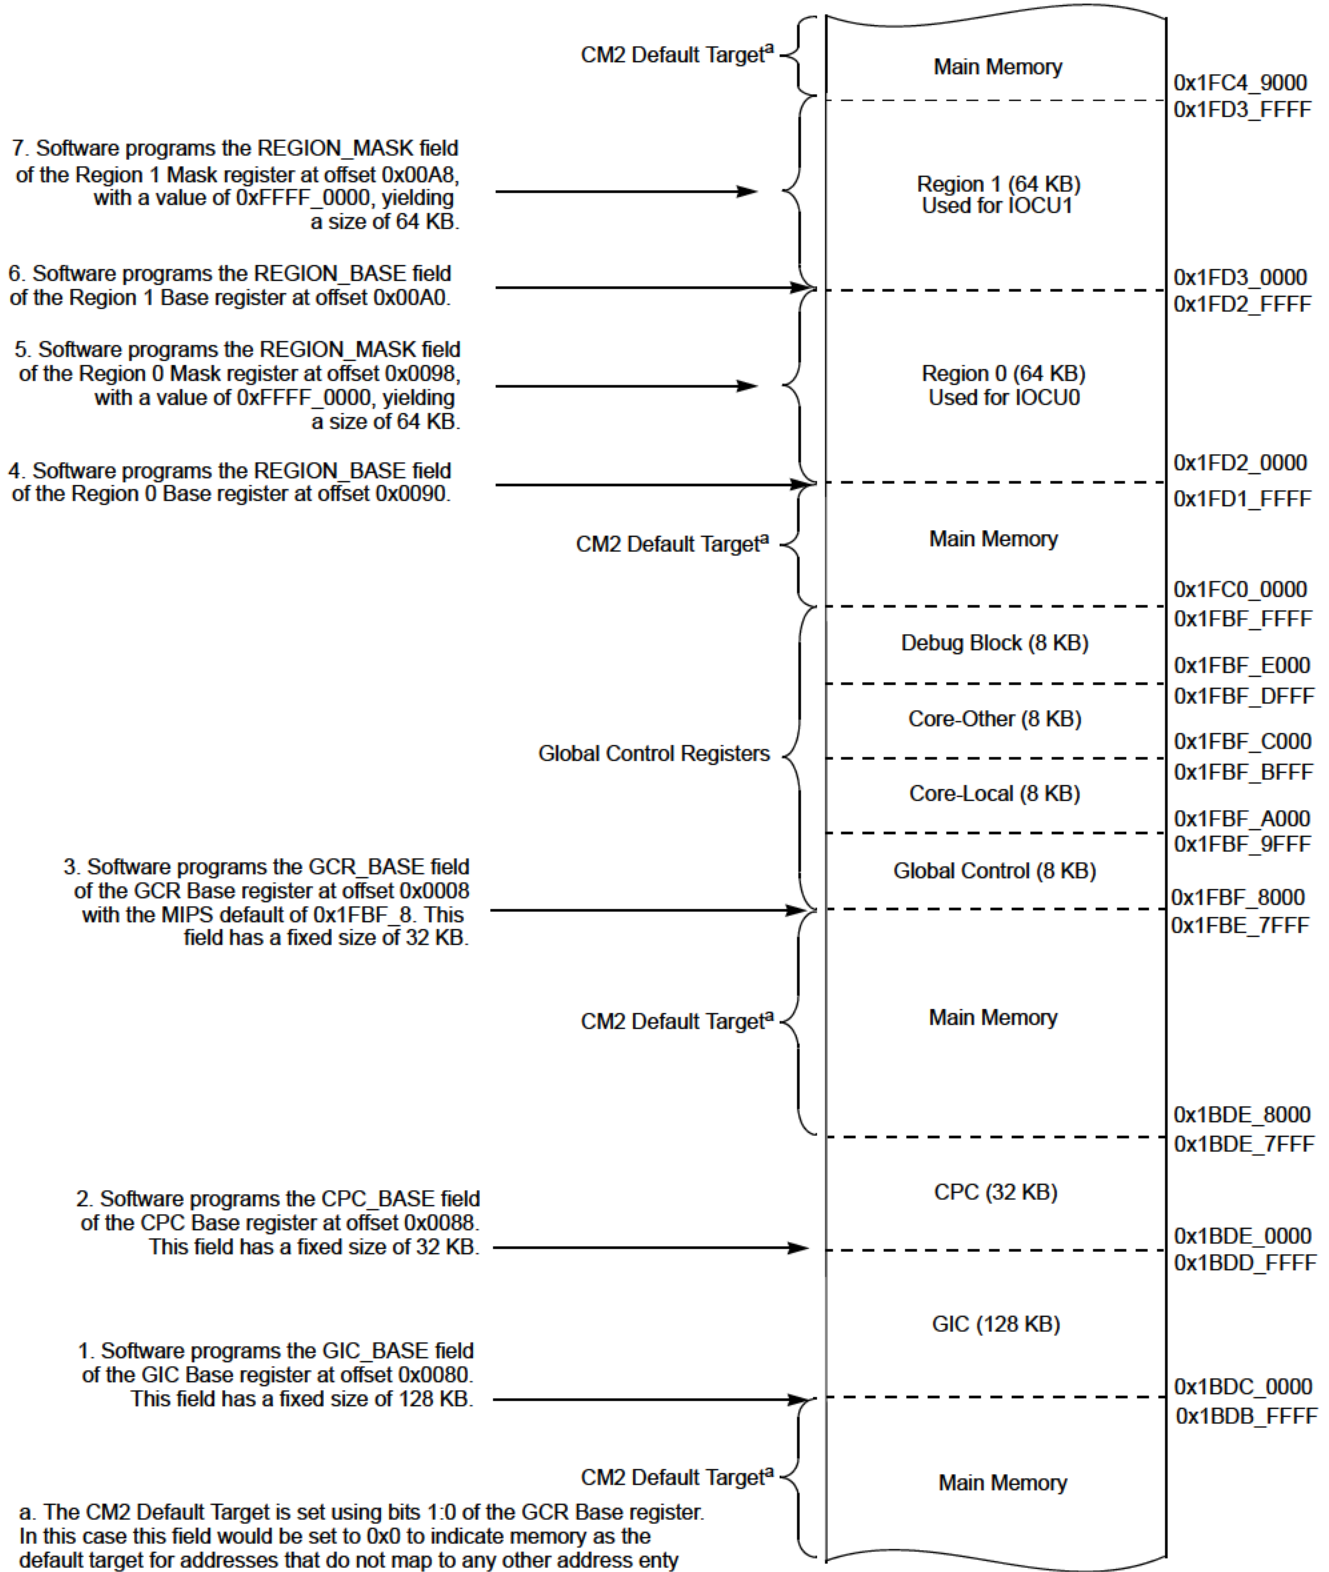 CM2 Default Targetª
Main Memory
0x1FC4_9000
0x1FD3_FFFF
7. Software programs the REGION_MASK field
of the Region 1 Mask register at offset 0x00A8,
with a value of 0xFFFF_0000, yielding
a size of 64 KB.
Region 1 (64 KB)
Used for IOCU1
6. Software programs the REGION_BASE field
of the Region 1 Base register at offset 0x00A0.
0x1FD3_0000
0x1FD2_FFFF
5. Software programs the REGION_MASK field
of the Region 0 Mask register at offset 0x0098,
with a value of 0xFFFF_0000, yielding
a size of 64 KB.
Region 0 (64 KB)
Used for IOCU0
4. Software programs the REGION_BASE field
of the Region 0 Base register at offset 0x0090.
0x1FD2_0000
0x1FD1_FFFF
CM2 Default Targetª
Main Memory
0x1FC0_0000
0x1FBF_FFFF
Debug Block (8 KB)
0x1FBF_E000
0x1FBF_DFFF
Core-Other (8 KB)
Global Control Registers
0x1FBF_C000
0x1FBF_BFFF
Core-Local (8 KB)
0x1FBF_A000
0x1FBF_9FFF
3. Software programs the GCR_BASE field
of the GCR Base register at offset 0x0008
with the MIPS default of 0x1FBF_8. This
field has a fixed size of 32 KB.
Global Control (8 KB)
0x1FBF_8000
0x1FBE_7FFF
CM2 Default Targetª
Main Memory
0x1BDE_8000
0x1BDE_7FFF
2. Software programs the CPC_BASE field
of the CPC Base register at offset 0x0088.
This field has a fixed size of 32 KB.
CPC (32 KB)
0x1BDE_0000
0x1BDD_FFFF
GIC (128 KB)
1. Software programs the GIC_BASE field
of the GIC Base register at offset 0x0080.
This field has a fixed size of 128 KB.
0x1BDC_0000
0x1BDB_FFFF
CM2 Default Targetª
Main Memory
a. The CM2 Default Target is set using bits 1:0 of the GCR Base register.
In this case this field would be set to 0x0 to indicate memory as the
default target for addresses that do not map to any other address enty